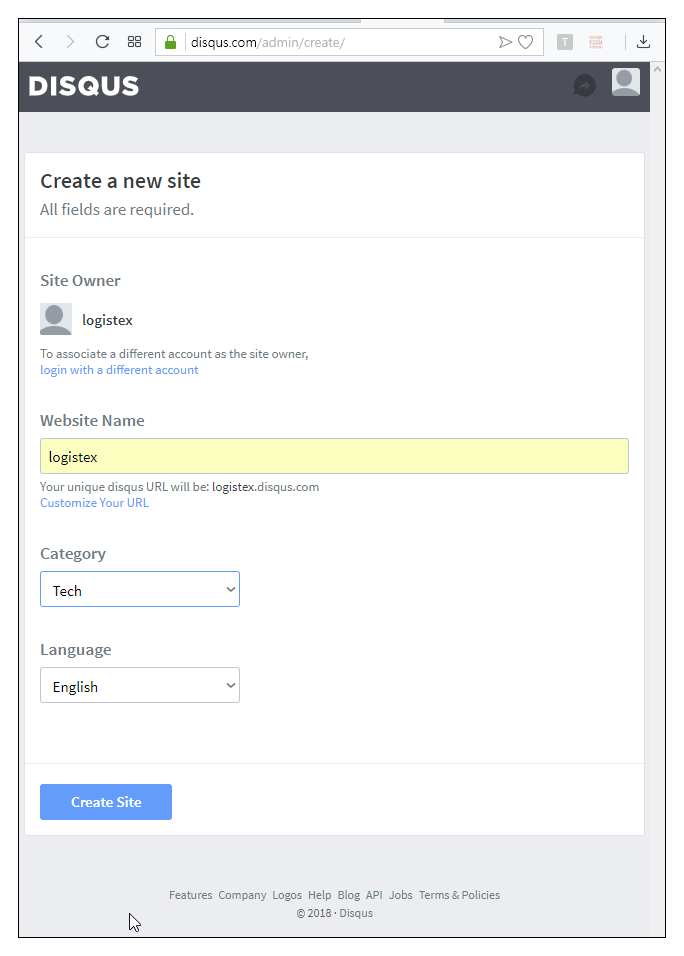 disqus.com/admin/create/
T
DISQUS
Create a new site
All fields are required.
Site Owner
logistex
To associate a different account as the site owner,
login with a different account
Website Name
logistex
Your unique disqus URL will be: logistex.disqus.com
Customize Your URL
Category
Tech
Language
English
Create Site
Features Company Logos Help Blog API Jobs Terms & Policies
© 2018 · Disqus